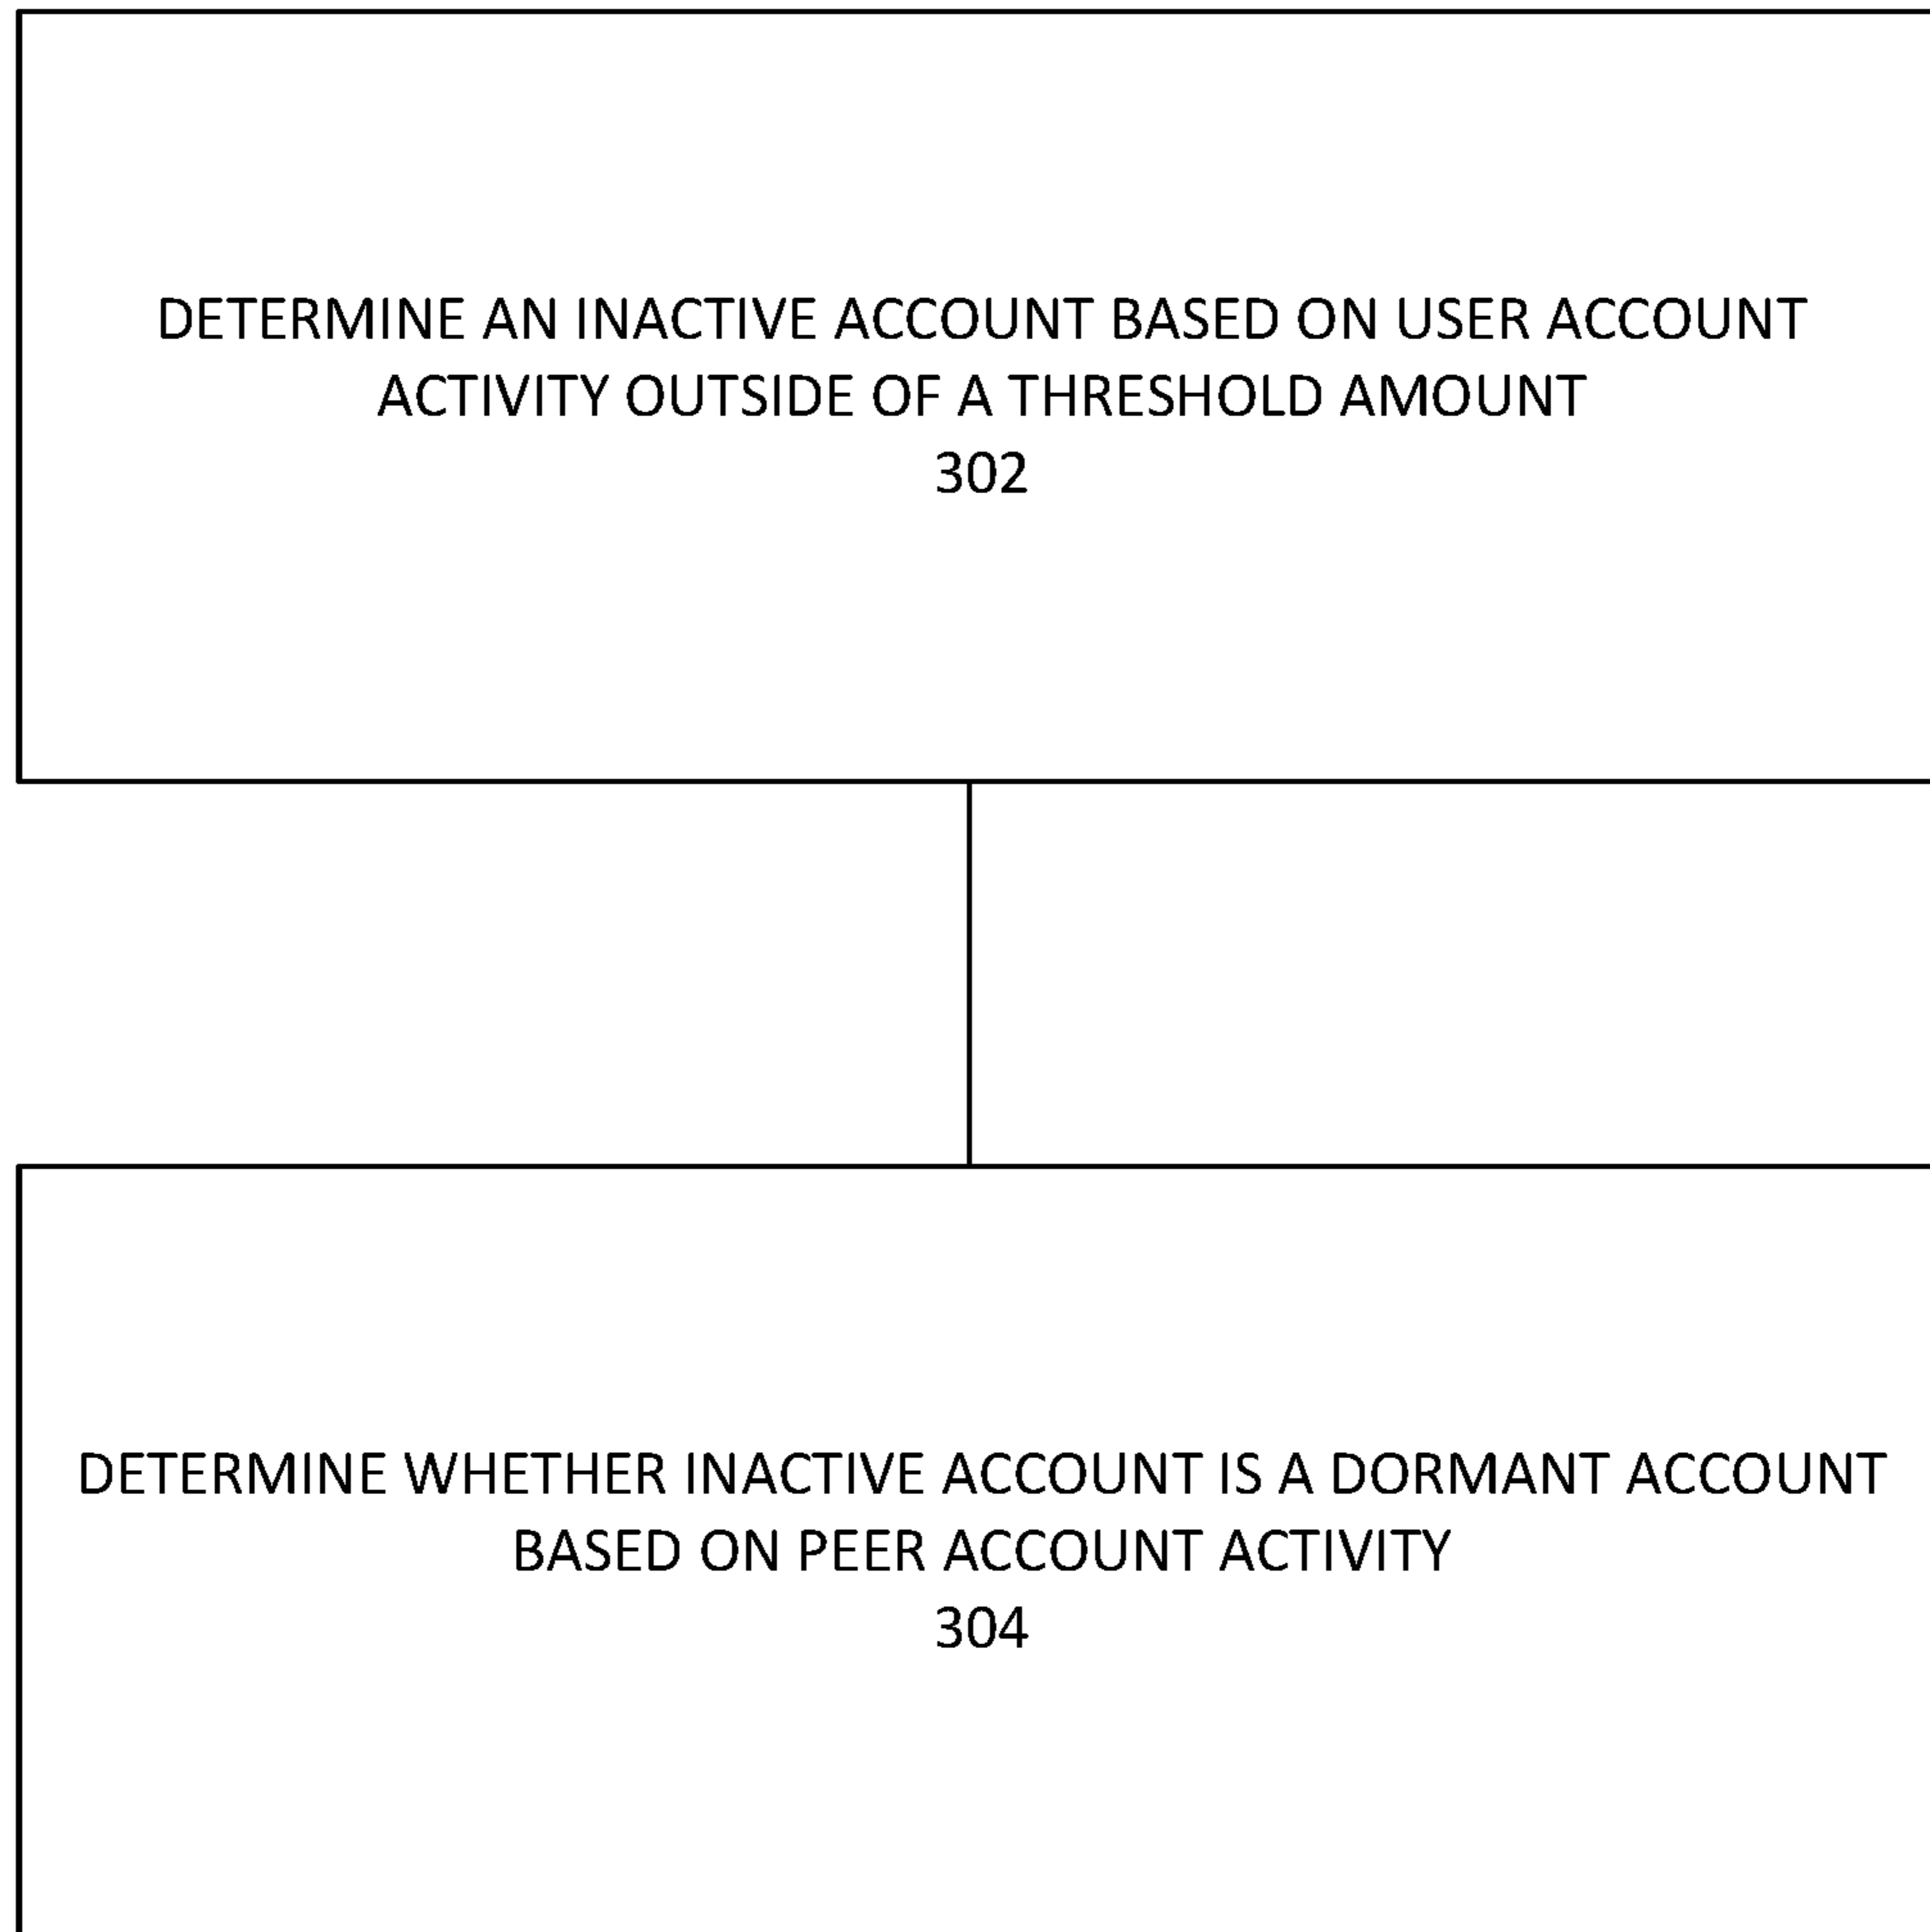 DETERMINE AN INACTIVE ACCOUNT BASED ON USER ACCOUNT
ACTIVITY OUTSIDE OF A THRESHOLD AMOUNT
302
DETERMINE WHETHER INACTIVE ACCOUNT IS A DORMANT ACCOUNT
BASED ON PEER ACCOUNT ACTIVITY
304